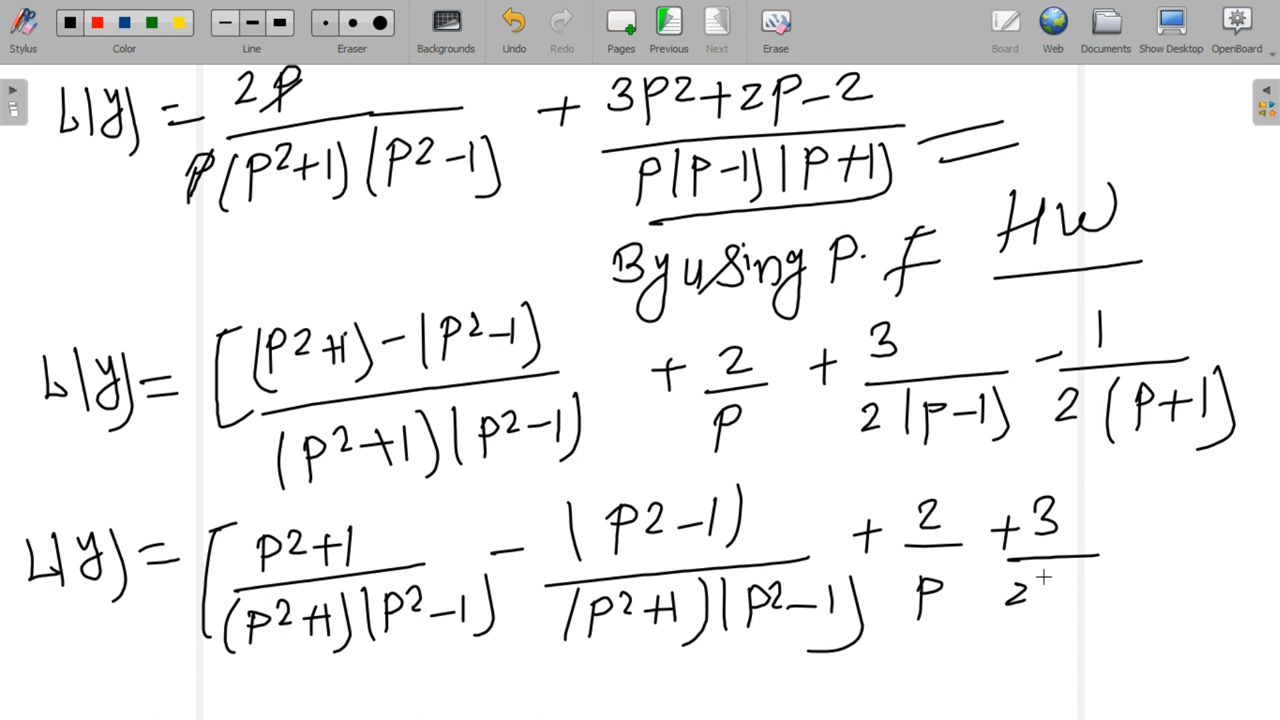 Stylus Color Line Eraser Backgrounds Undo Redo Pages Previous Next Erase Board Web Documents Show Desktop OpenBoard
L(y) = 2p / p(p2+1)(p2-1) + 3p2+2p-2 / p(p-1)(p+1) =
By using p. f HW
L(y) = [(p2+1)-(p2-1) / (p2+1)(p2-1) + 2/p + 3 / 2(p-1) - 1 / 2(p+1)
L(y) = [p2+1 / (p2+1)(p2-1) - (p2-1) / (p2+1)(p2-1)] + 2/p + 3 / 2